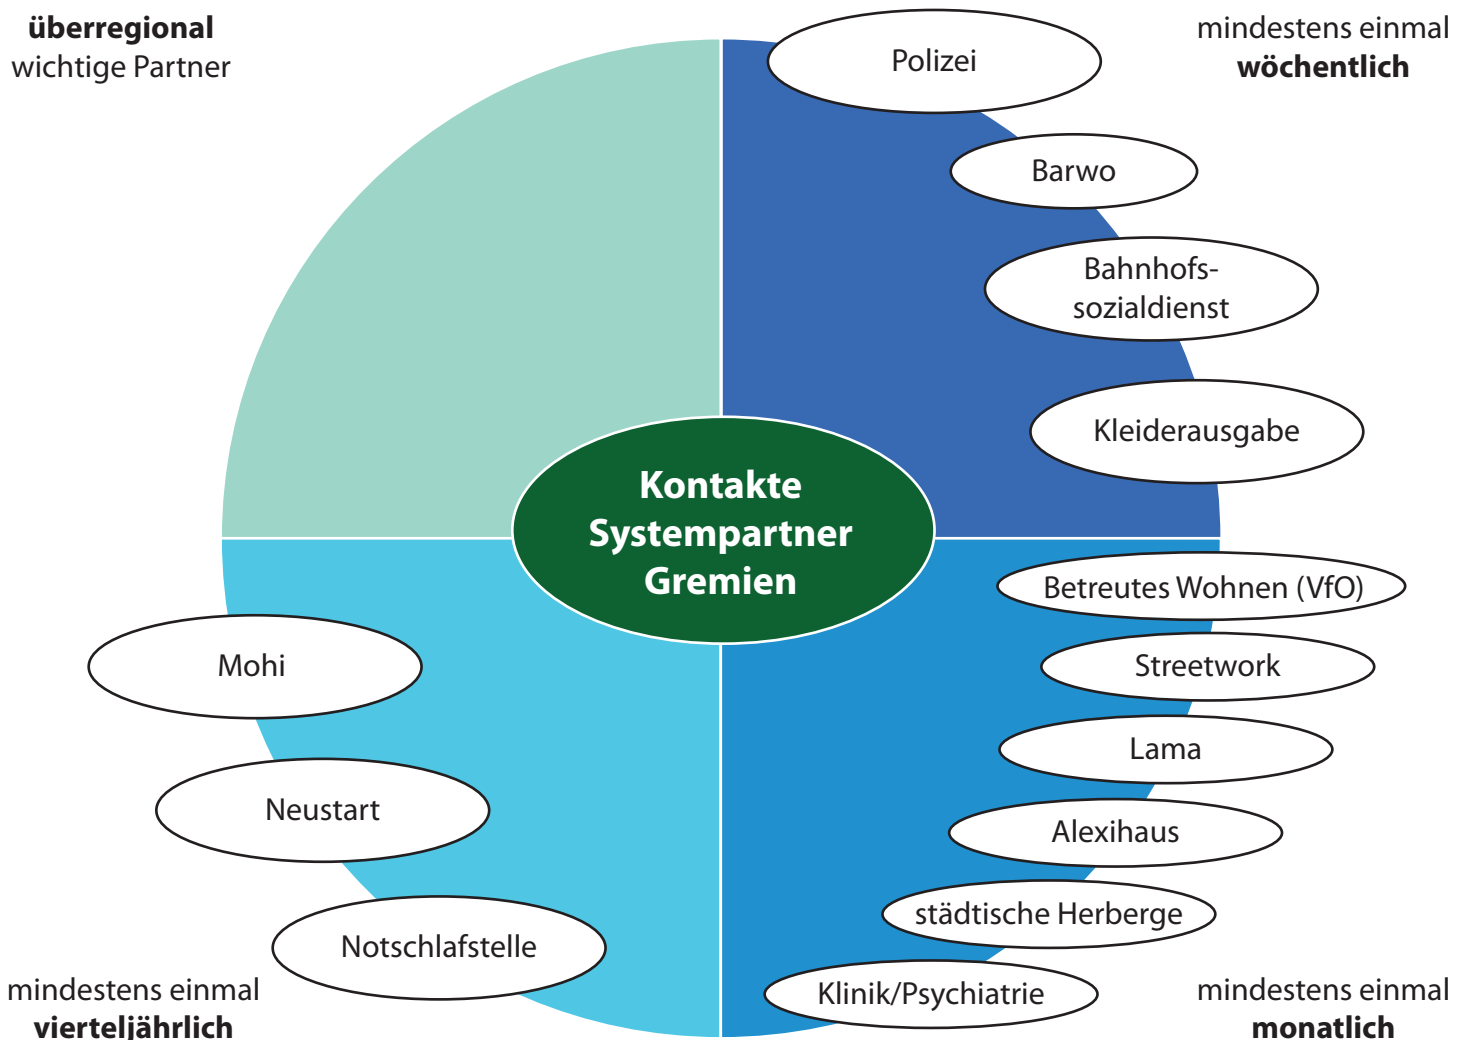 überregional
wichtige Partner
mindestens einmal
wöchentlich
Polizei
Barwo
Bahnhofs-
sozialdienst
Kleiderausgabe
Kontakte
Systempartner
Gremien
Betreutes Wohnen (VfO)
Streetwork
Lama
Alexihaus
städtische Herberge
Klinik/Psychiatrie
mindestens einmal
monatlich
Mohi
Neustart
Notschlafstelle
mindestens einmal
vierteljährlich